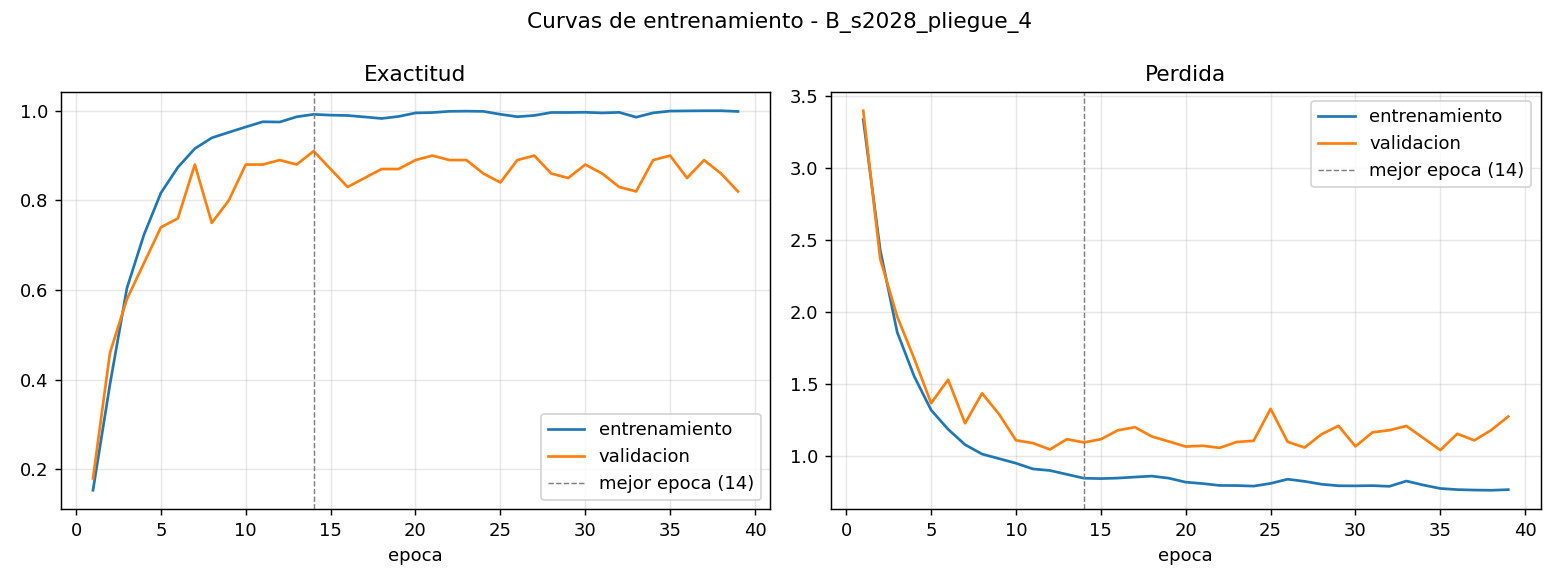 Curvas de entrenamiento - B_s2028_pliegue_4
Exactitud
1.0
0.8
0.6
0.4
0.2
0 5 10 15 20 25 30 35 40
epoca
entrenamiento
validacion
mejor epoca (14)
Perdida
3.5
3.0
2.5
2.0
1.5
1.0
0 5 10 15 20 25 30 35 40
epoca
entrenamiento
validacion
mejor epoca (14)